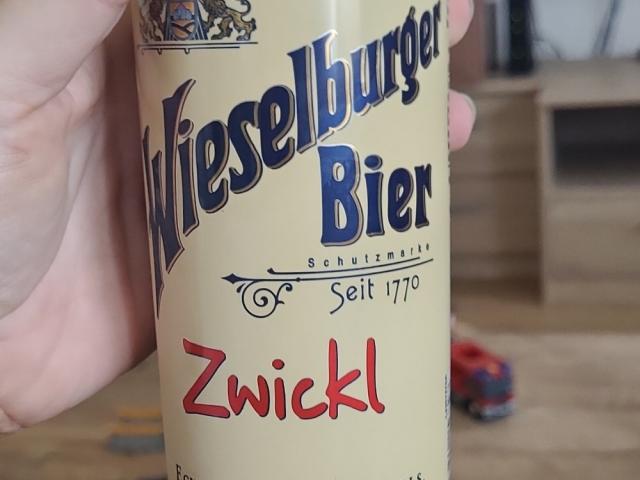 Wieselburger
Bier
Schutzmarke
Seit 1770
Zwickl